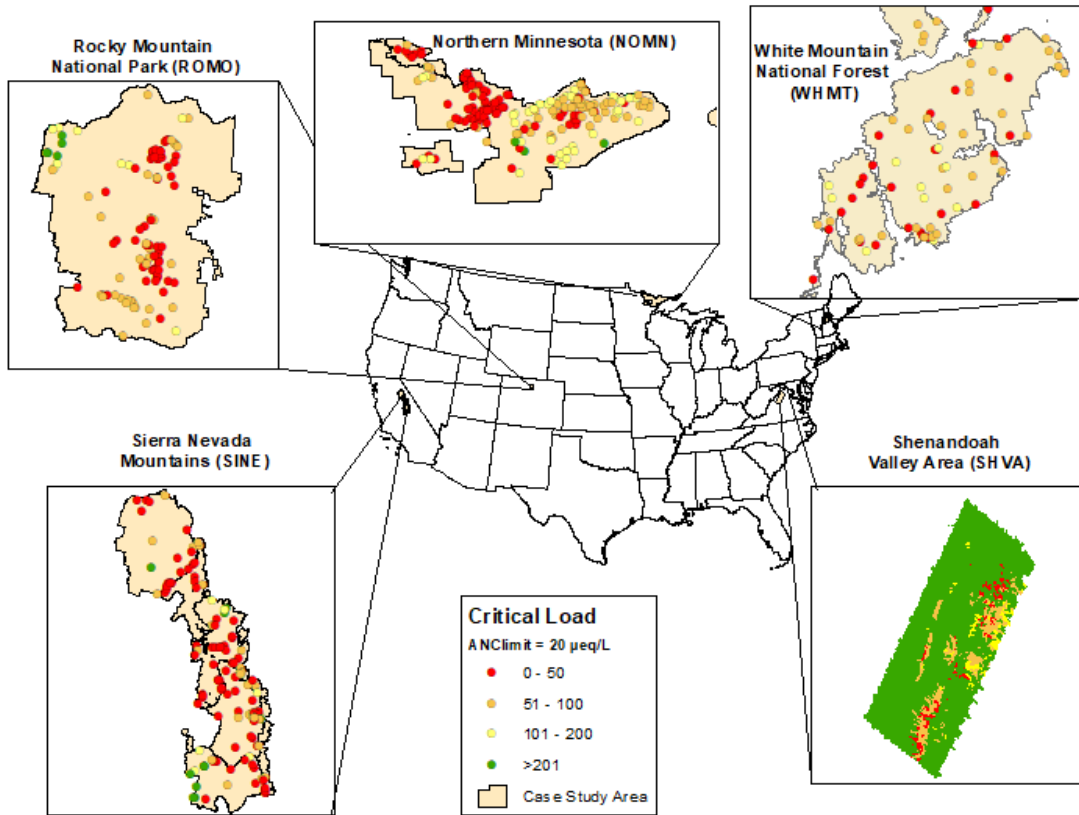 Rocky Mountain
National Park (ROMO)
Northern Minnesota (NOMN)
White Mountain
National Forest
(WHMT)
Sierra Nevada
Mountains (SINE)
Shenandoah
Valley Area (SHVA)
Critical Load
ANClimit = 20 µeq/L
0 - 50
51 - 100
101 - 200
>201
Case Study Area